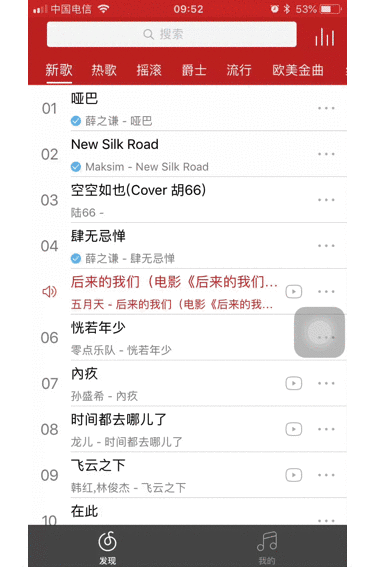 中国电信 09:52 53%
搜索
新歌 热歌 摇滚 爵士 流行 欧美金曲
01 哑巴
薛之谦 - 哑巴
02 New Silk Road
Maksim - New Silk Road
03 空空如也(Cover 胡66)
陆66 -
04 肆无忌惮
薛之谦 - 肆无忌惮
后来的我们（电影《后来的我们...
五月天 - 后来的我们（电影《后来的我...
06 恍若年少
零点乐队 - 恍若年少
07 內疚
孙盛希 - 內疚
08 时间都去哪儿了
龙儿 - 时间都去哪儿了
09 飞云之下
韩红,林俊杰 - 飞云之下
10 在此
发现 我的